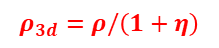 ρ₃d = ρ/(1 + η)